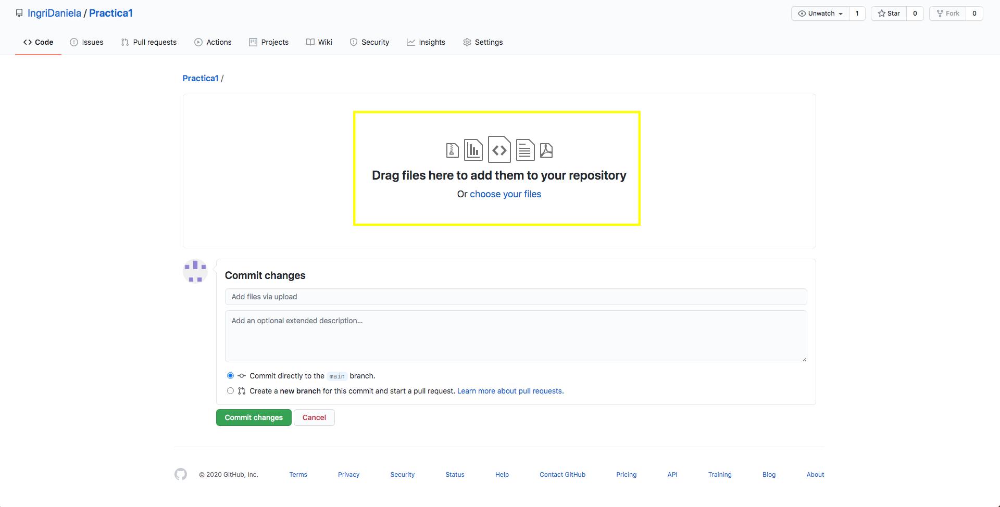 IngriDaniela / Practica1
Unwatch 1 Star 0 Fork 0
Code Issues Pull requests Actions Projects Wiki Security Insights Settings
Practica1 /
Drag files here to add them to your repository
Or choose your files
Commit changes
Add files via upload
Add an optional extended description...
Commit directly to the main branch.
Create a new branch for this commit and start a pull request. Learn more about pull requests.
Commit changes Cancel
© 2020 GitHub, Inc. Terms Privacy Security Status Help Contact GitHub Pricing API Training Blog About